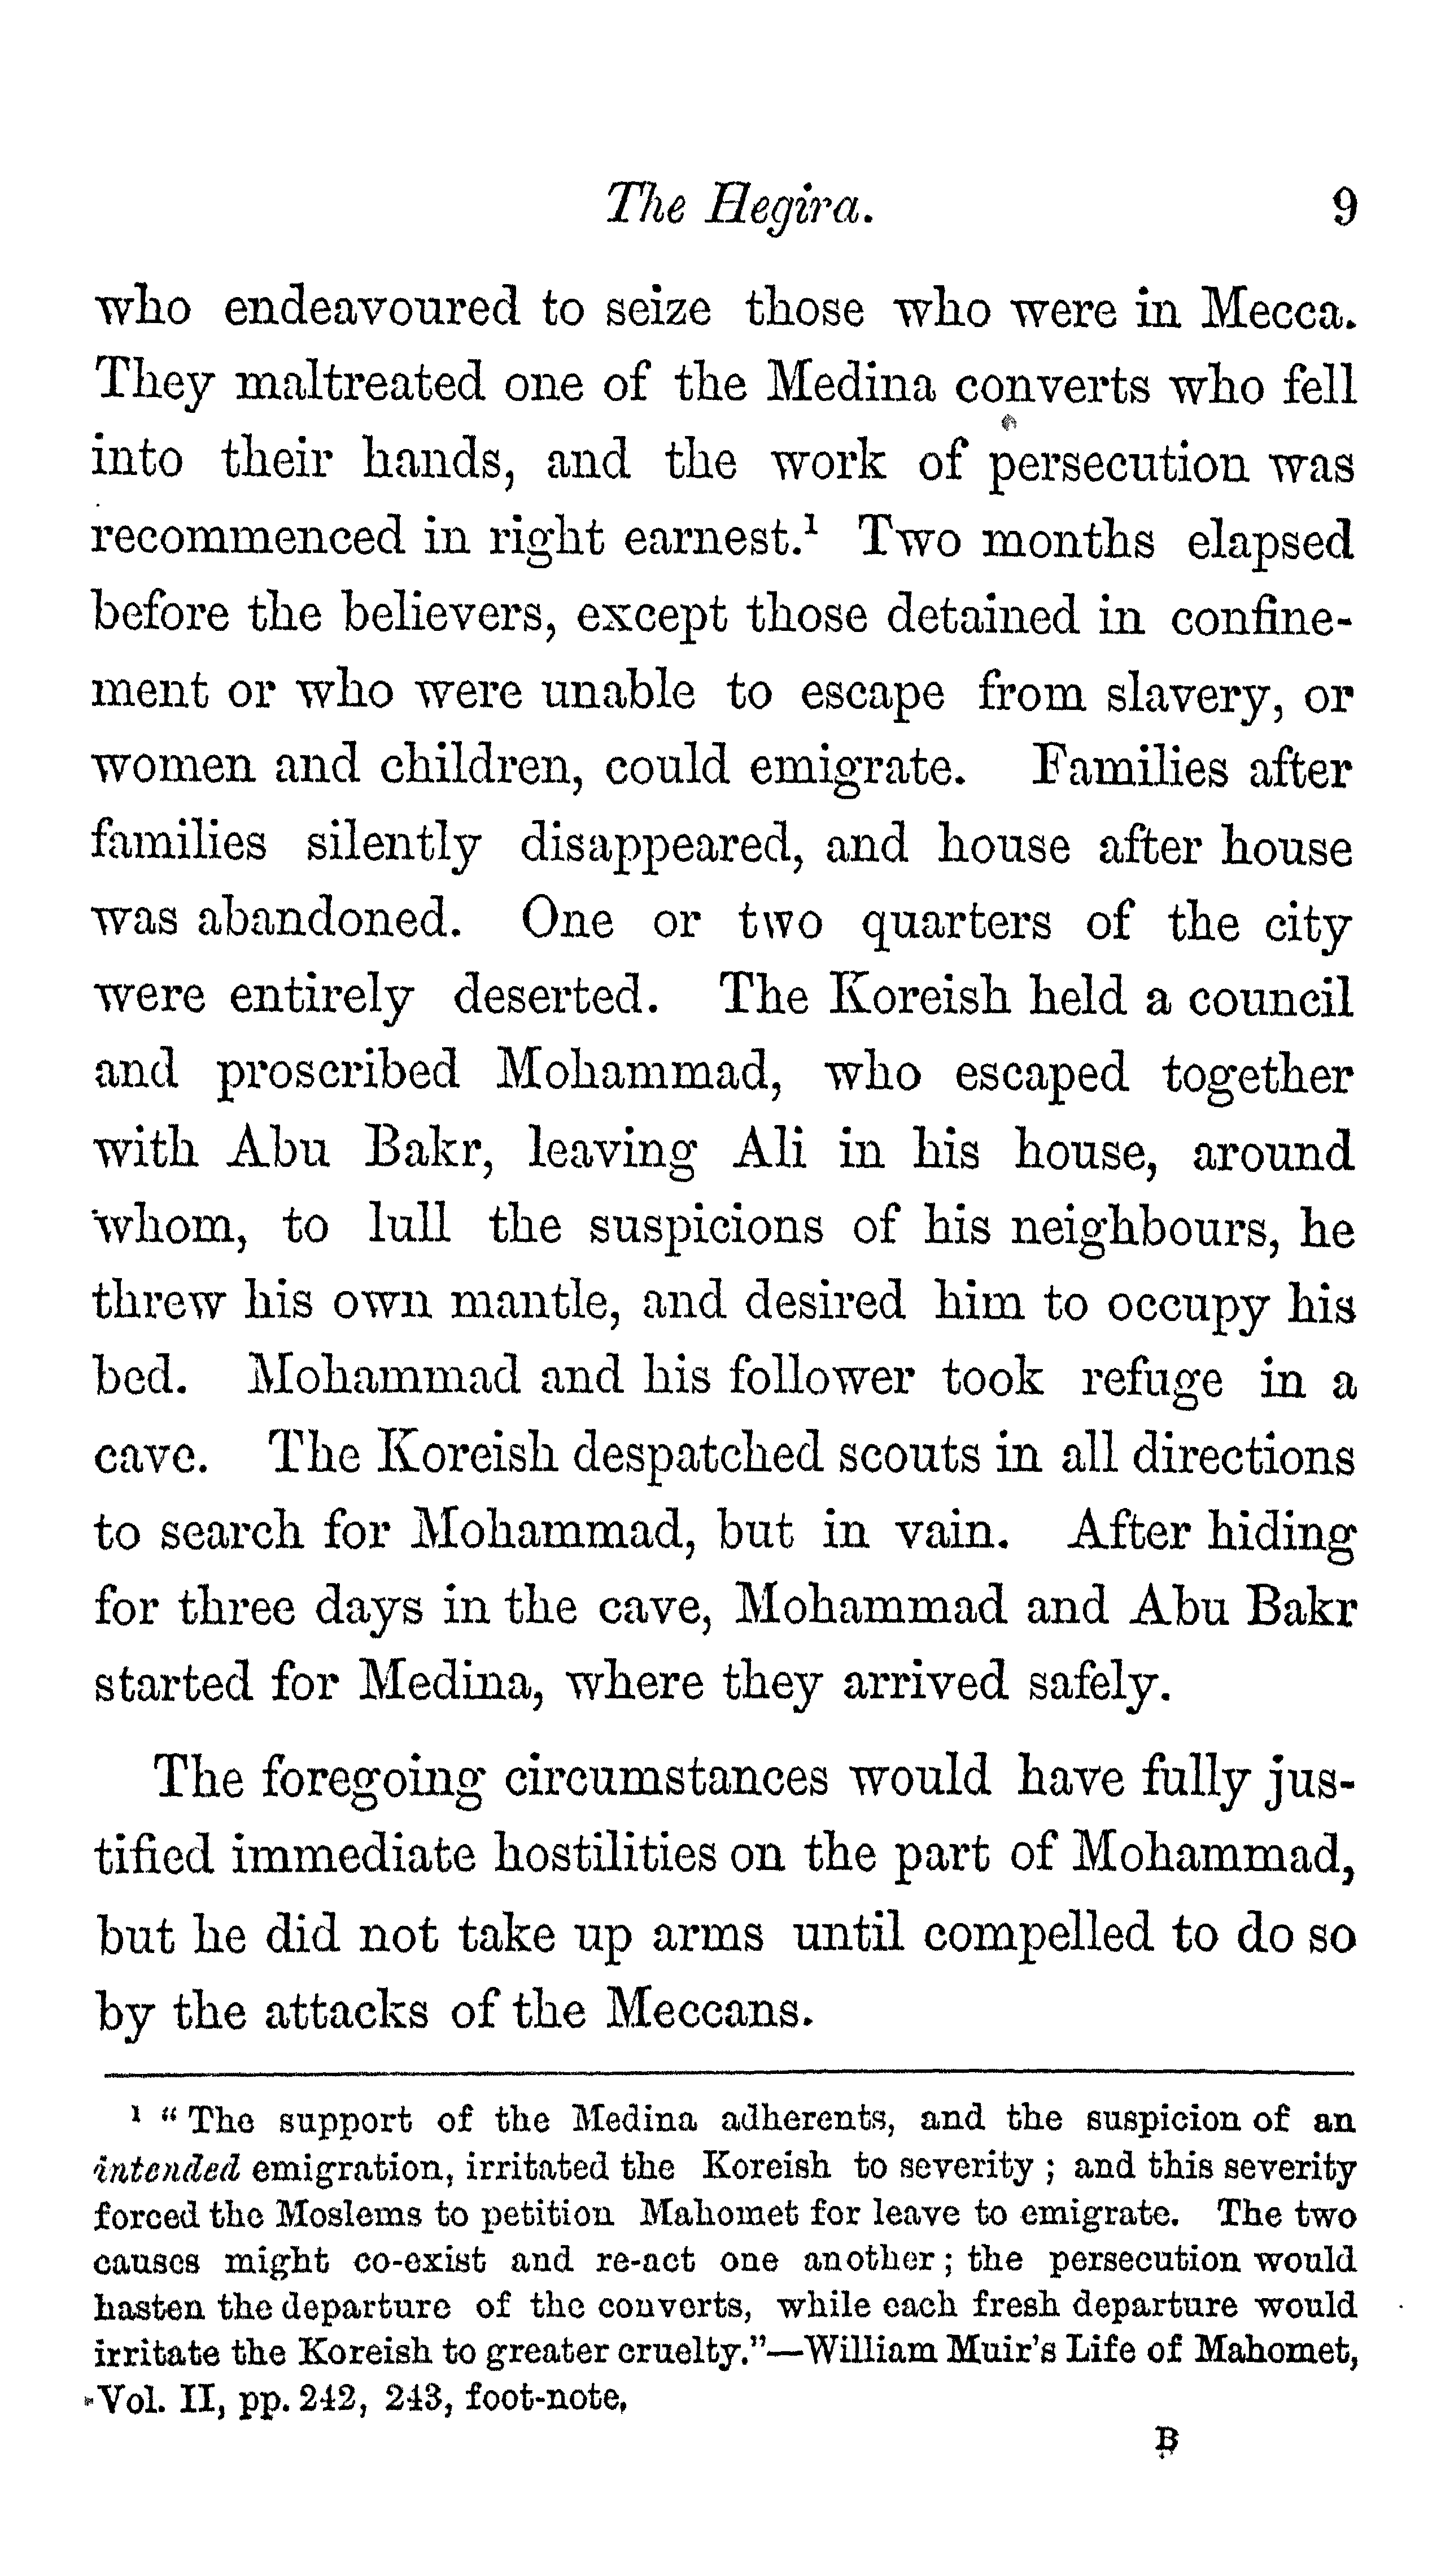 The Hegira. 9
who endeavoured to seize those who were in Mecca.
They maltreated one of the Medina converts who fell
into their hands, and the work of persecution was
recommenced in right earnest.¹ Two months elapsed
before the believers, except those detained in confine-
ment or who were unable to escape from slavery, or
women and children, could emigrate. Families after
families silently disappeared, and house after house
was abandoned. One or two quarters of the city
were entirely deserted. The Koreish held a council
and proscribed Mohammad, who escaped together
with Abu Bakr, leaving Ali in his house, around
whom, to lull the suspicions of his neighbours, he
threw his own mantle, and desired him to occupy his
bed. Mohammad and his follower took refuge in a
cave. The Koreish despatched scouts in all directions
to search for Mohammad, but in vain. After hiding
for three days in the cave, Mohammad and Abu Bakr
started for Medina, where they arrived safely.
The foregoing circumstances would have fully jus-
tified immediate hostilities on the part of Mohammad,
but he did not take up arms until compelled to do so
by the attacks of the Meccans.
¹ "The support of the Medina adherents, and the suspicion of an
intended emigration, irritated the Koreish to severity; and this severity
forced the Moslems to petition Mahomet for leave to emigrate. The two
causes might co-exist and re-act one another; the persecution would
hasten the departure of the converts, while each fresh departure would
irritate the Koreish to greater cruelty."—William Muir's Life of Mahomet,
Vol. II, pp. 242, 243, foot-note.
B